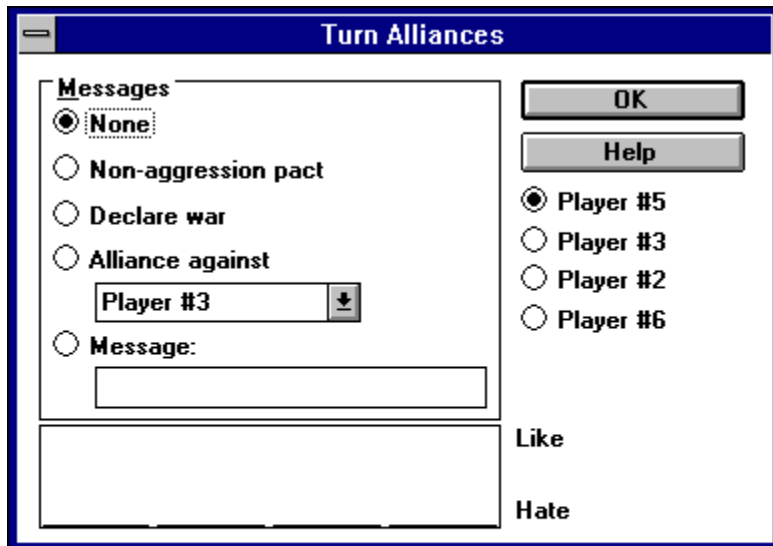 Turn Alliances
Messages
None
Non-aggression pact
Declare war
Alliance against
Player #3
Message:
OK
Help
Player #5
Player #3
Player #2
Player #6
Like
Hate